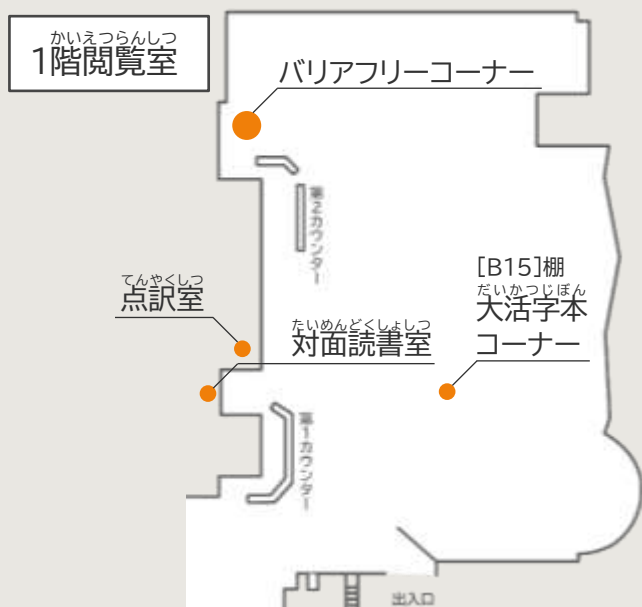 かいえつらんしつ
1階閲覧室
バリアフリーコーナー
第2カウンター
てんやくしつ
点訳室
たいめんどくしょしつ
対面読書室
[B15]棚
だいかつじぼん
大活字本
コーナー
第1カウンター
出入口